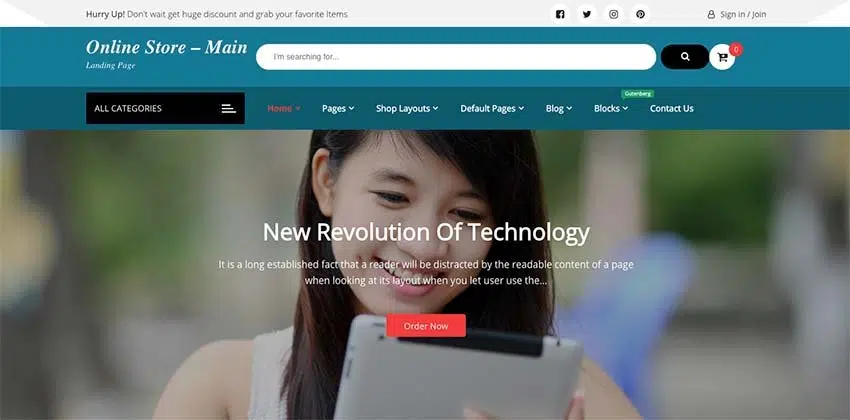 Hurry Up! Don't wait get huge discount and grab your favorite Items
Sign in / Join
Online Store – Main
Landing Page
I'm searching for...
0
ALL CATEGORIES
Home
Pages
Shop Layouts
Default Pages
Blog
Gutenberg
Blocks
Contact Us
New Revolution Of Technology
It is a long established fact that a reader will be distracted by the readable content of a page
when looking at its layout when you let user use the...
Order Now